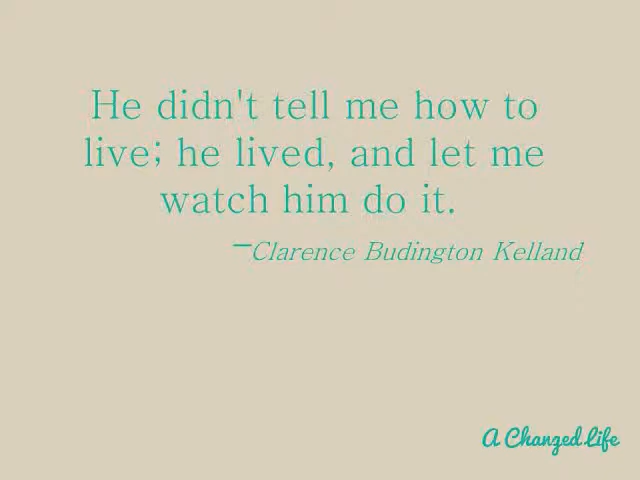 He didn't tell me how to
live; he lived, and let me
watch him do it.
–Clarence Budington Kelland
A Changed Life